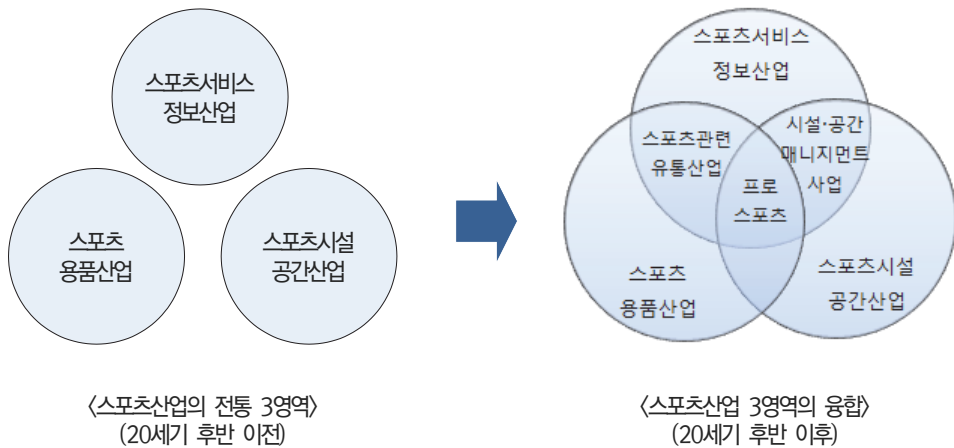 스포츠서비스
정보산업
스포츠
용품산업
스포츠시설
공간산업
〈스포츠산업의 전통 3영역〉
(20세기 후반 이전)
스포츠서비스
정보산업
스포츠관련
유통산업
시설·공간
매니지먼트
사업
프로
스포츠
스포츠
용품산업
스포츠시설
공간산업
〈스포츠산업 3영역의 융합〉
(20세기 후반 이후)